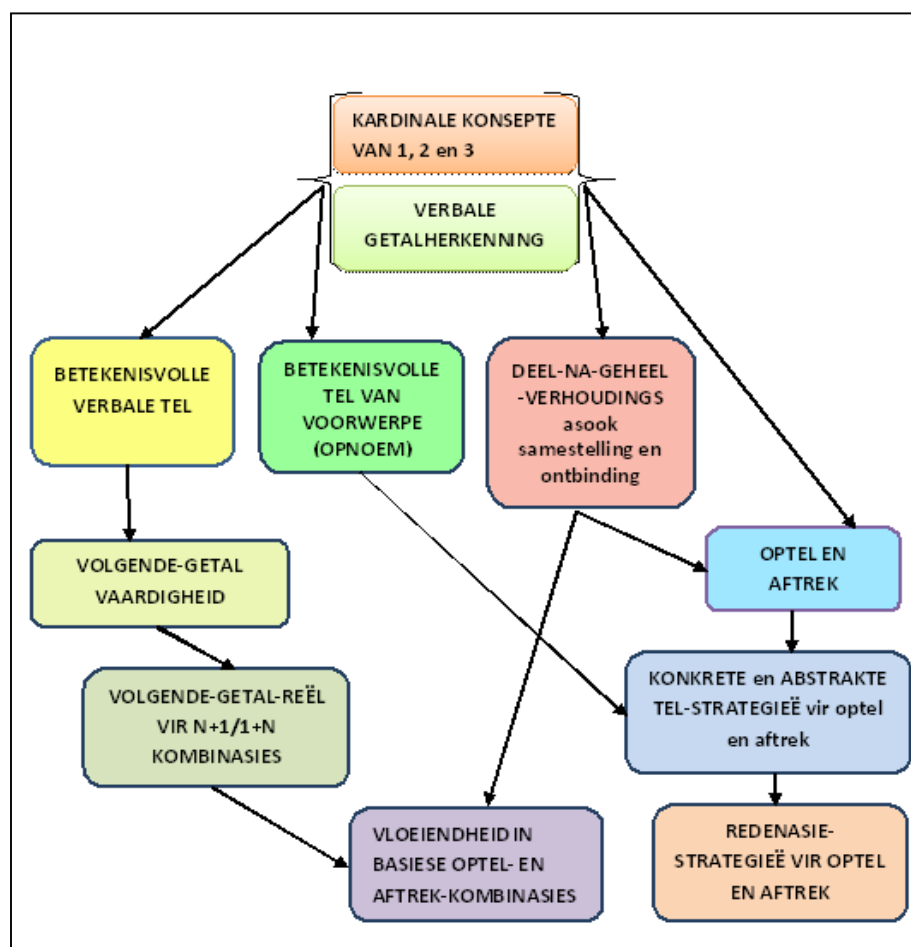 KARDINALE KONSEPTE
VAN 1, 2 en 3
VERBALE
GETALHERKENNING
BETEKENISVOLLE
VERBALE TEL
BETEKENISVOLLE
TEL VAN
VOORWERPE
(OPNOEM)
DEEL-NA-GEHEEL
-VERHOUDINGS
asook
samestelling en
ontbinding
VOLGENDE-GETAL
VAARDIGHEID
OPTEL EN
AFTREK
VOLGENDE-GETAL-REËL
VIR N+1/1+N
KOMBINASIES
KONKRETE en ABSTRAKTE
TEL-STRATEGIEË vir optel
en aftrek
VLOEIENDHEID IN
BASIESE OPTEL- EN
AFTREK-KOMBINASIES
REDENASIE-
STRATEGIEË VIR OPTEL
EN AFTREK